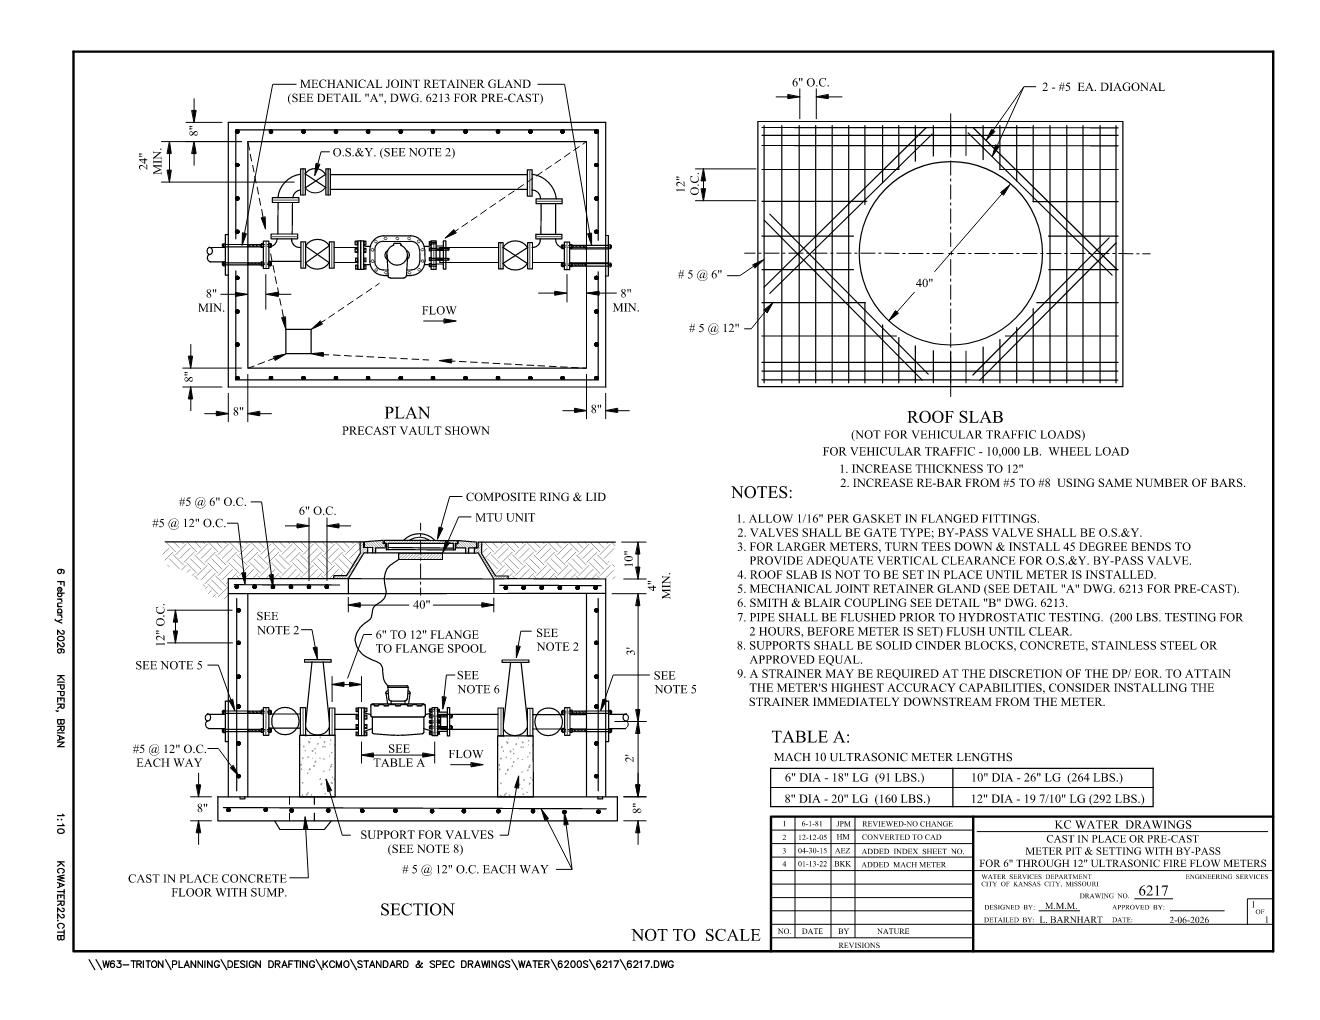 MECHANICAL JOINT RETAINER GLAND
(SEE DETAIL "A", DWG. 6213 FOR PRE-CAST)
8"
24"
MIN.
O.S.&Y. (SEE NOTE 2)
8"
MIN.
FLOW
8"
MIN.
8"
8"
8"
PLAN
PRECAST VAULT SHOWN
6" O.C.
2 - #5 EA. DIAGONAL
12"
O.C.
# 5 @ 6"
40"
# 5 @ 12"
ROOF SLAB
(NOT FOR VEHICULAR TRAFFIC LOADS)
FOR VEHICULAR TRAFFIC - 10,000 LB. WHEEL LOAD
1. INCREASE THICKNESS TO 12"
2. INCREASE RE-BAR FROM #5 TO #8 USING SAME NUMBER OF BARS.
#5 @ 6" O.C.
#5 @ 12" O.C.
6" O.C.
COMPOSITE RING & LID
MTU UNIT
10"
4"
MIN.
40"
12" O.C.
SEE
NOTE 2
6" TO 12" FLANGE
TO FLANGE SPOOL
SEE
NOTE 2
3'
SEE NOTE 5
SEE
NOTE 6
SEE
NOTE 5
#5 @ 12" O.C.
EACH WAY
SEE
TABLE A
FLOW
2'
8"
8"
SUPPORT FOR VALVES
(SEE NOTE 8)
# 5 @ 12" O.C. EACH WAY
CAST IN PLACE CONCRETE
FLOOR WITH SUMP.
SECTION
NOT TO SCALE
NOTES:
1. ALLOW 1/16" PER GASKET IN FLANGED FITTINGS.
2. VALVES SHALL BE GATE TYPE; BY-PASS VALVE SHALL BE O.S.&Y.
3. FOR LARGER METERS, TURN TEES DOWN & INSTALL 45 DEGREE BENDS TO
PROVIDE ADEQUATE VERTICAL CLEARANCE FOR O.S.&Y. BY-PASS VALVE.
4. ROOF SLAB IS NOT TO BE SET IN PLACE UNTIL METER IS INSTALLED.
5. MECHANICAL JOINT RETAINER GLAND (SEE DETAIL "A" DWG. 6213 FOR PRE-CAST).
6. SMITH & BLAIR COUPLING SEE DETAIL "B" DWG. 6213.
7. PIPE SHALL BE FLUSHED PRIOR TO HYDROSTATIC TESTING. (200 LBS. TESTING FOR
2 HOURS, BEFORE METER IS SET) FLUSH UNTIL CLEAR.
8. SUPPORTS SHALL BE SOLID CINDER BLOCKS, CONCRETE, STAINLESS STEEL OR
APPROVED EQUAL.
9. A STRAINER MAY BE REQUIRED AT THE DISCRETION OF THE DP/ EOR. TO ATTAIN
THE METER'S HIGHEST ACCURACY CAPABILITIES, CONSIDER INSTALLING THE
STRAINER IMMEDIATELY DOWNSTREAM FROM THE METER.
TABLE A:
MACH 10 ULTRASONIC METER LENGTHS
6" DIA - 18" LG (91 LBS.) 10" DIA - 26" LG (264 LBS.)
8" DIA - 20" LG (160 LBS.) 12" DIA - 19 7/10" LG (292 LBS.)
1 6-1-81 JPM REVIEWED-NO CHANGE
2 12-12-05 HM CONVERTED TO CAD
3 04-30-15 AEZ ADDED INDEX SHEET NO.
4 01-13-22 BKK ADDED MACH METER
NO. DATE BY NATURE
REVISIONS
KC WATER DRAWINGS
CAST IN PLACE OR PRE-CAST
METER PIT & SETTING WITH BY-PASS
FOR 6" THROUGH 12" ULTRASONIC FIRE FLOW METERS
WATER SERVICES DEPARTMENT ENGINEERING SERVICES
CITY OF KANSAS CITY, MISSOURI
DRAWING NO. 6217
DESIGNED BY: M.M.M. APPROVED BY:
DETAILED BY: L. BARNHART DATE: 2-06-2026
1
OF
1
6 February 2026 KIPPER, BRIAN 1:10 KCWATER22.CTB
\\W63-TRITON\PLANNING\DESIGN DRAFTING\KCMO\STANDARD & SPEC DRAWINGS\WATER\6200S\6217\6217.DWG